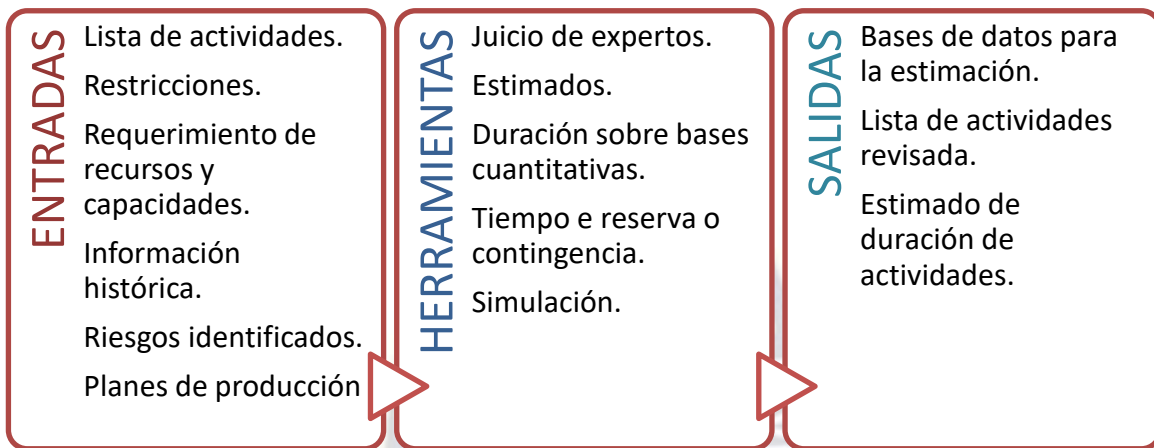 ENTRADAS
Lista de actividades.
Restricciones.
Requerimiento de
recursos y
capacidades.
Información
histórica.
Riesgos identificados.
Planes de producción
HERRAMIENTAS
Juicio de expertos.
Estimados.
Duración sobre bases
cuantitativas.
Tiempo e reserva o
contingencia.
Simulación.
SALIDAS
Bases de datos para
la estimación.
Lista de actividades
revisada.
Estimado de
duración de
actividades.